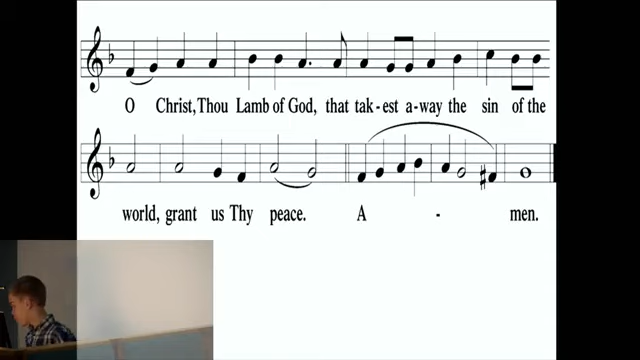 O Christ, Thou Lamb of God, that tak-est a-way the sin of the
world, grant us Thy peace. A - men.